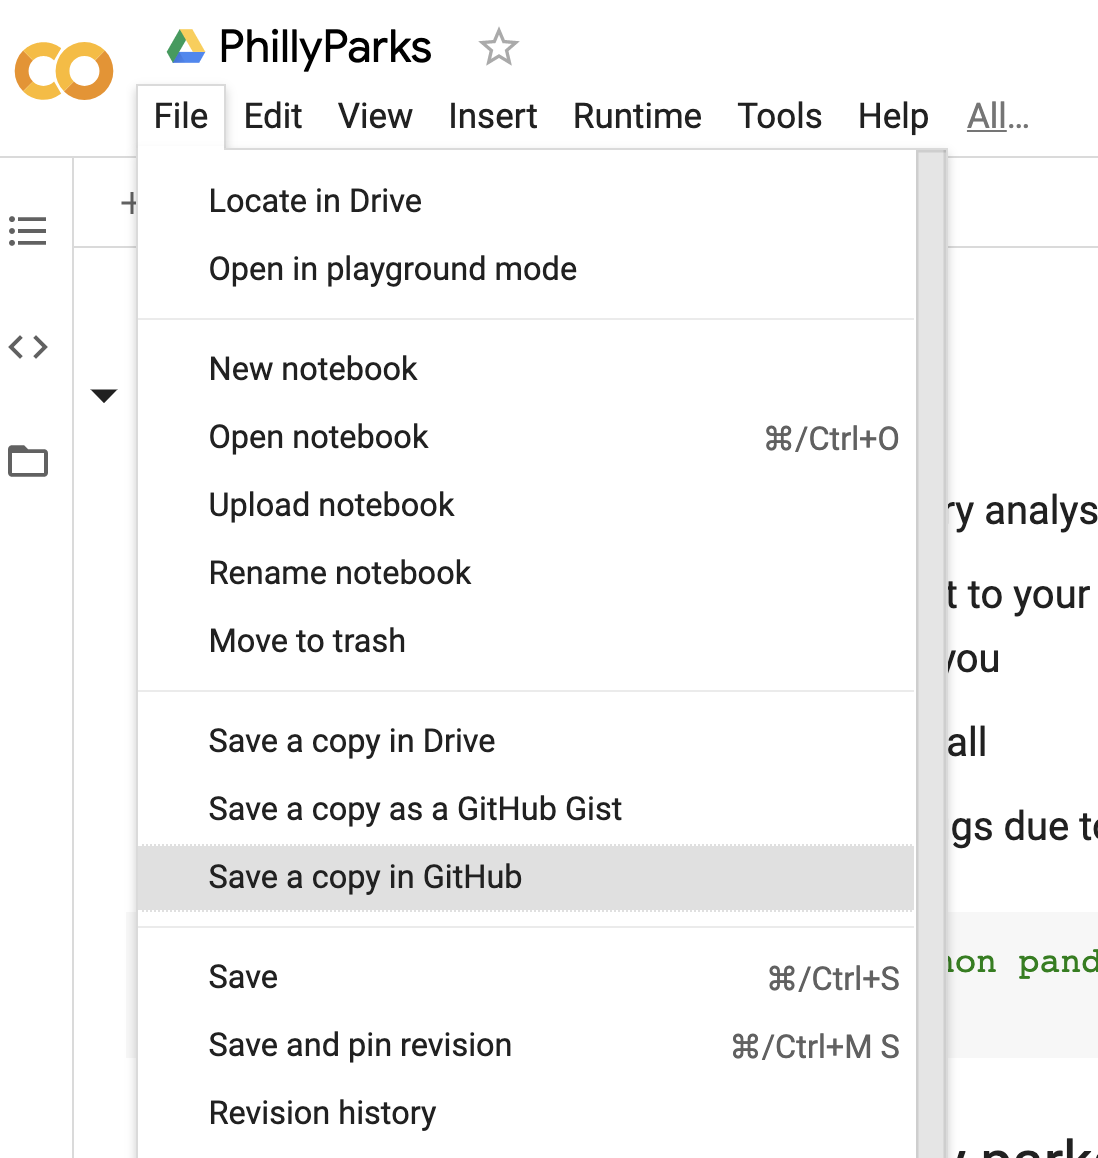 PhillyParks
File Edit View Insert Runtime Tools Help All...
Locate in Drive
Open in playground mode
New notebook
Open notebook ⌘/Ctrl+O
Upload notebook
Rename notebook
ry analys
Move to trash
t to your
you
Save a copy in Drive
all
Save a copy as a GitHub Gist
gs due to
Save a copy in GitHub
Save ⌘/Ctrl+S
pand
Save and pin revision ⌘/Ctrl+M S
Revision history